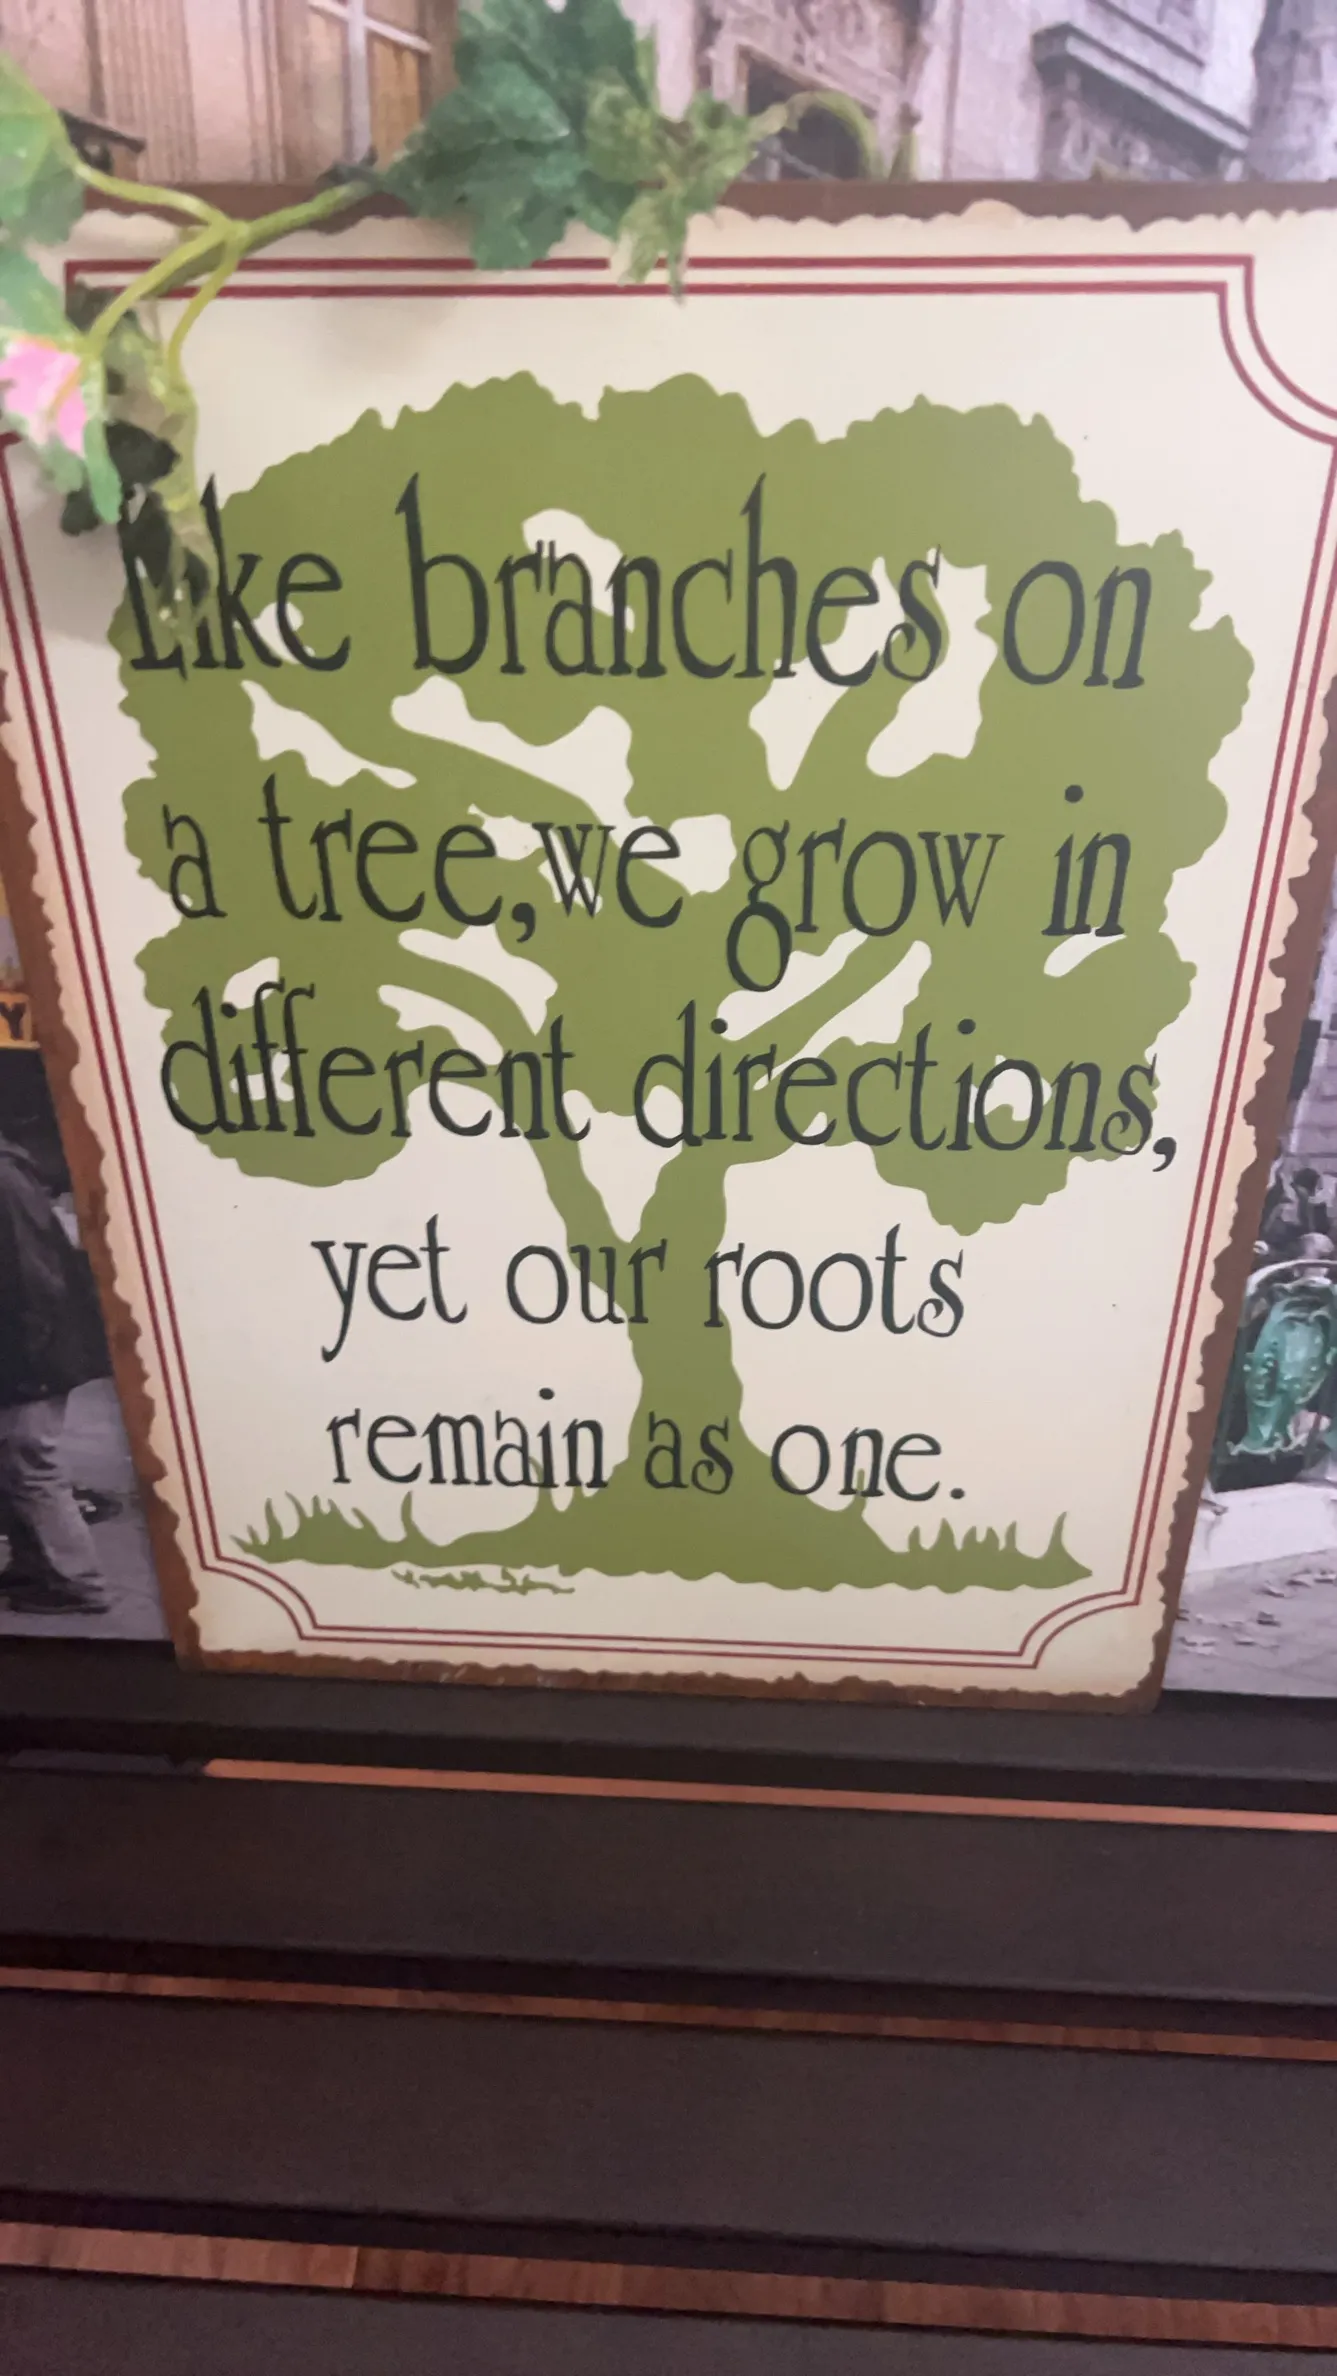 Like branches on
a tree,we grow in
different directions,
yet our roots
remain as one.
Y